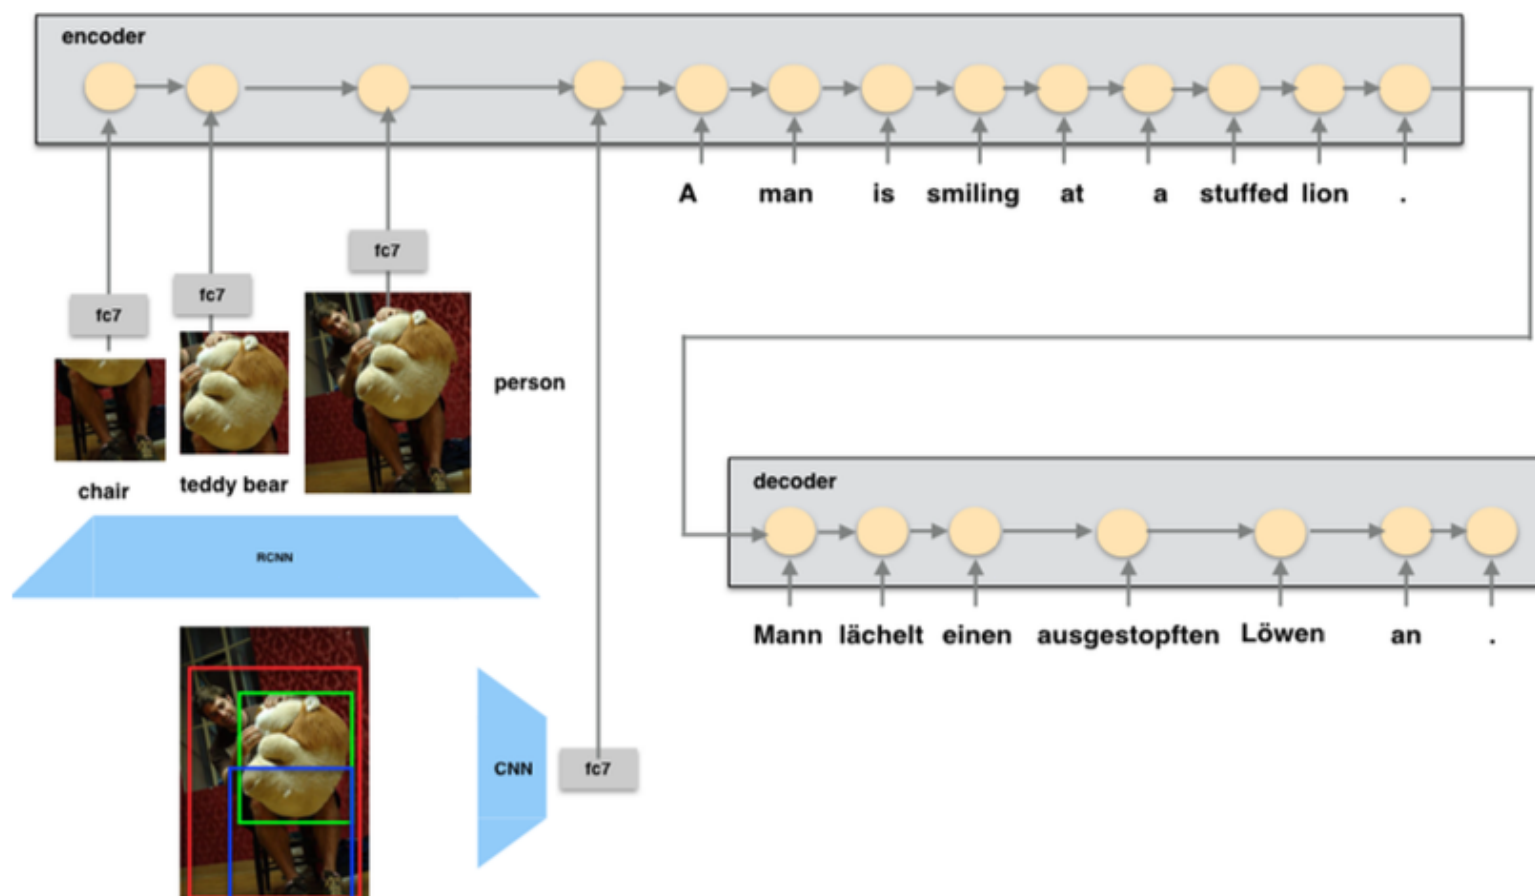 encoder
A man is smiling at a stuffed lion .
fc7
fc7
fc7
person
chair
teddy bear
RCNN
CNN
fc7
decoder
Mann lächelt einen ausgestopften Löwen an .